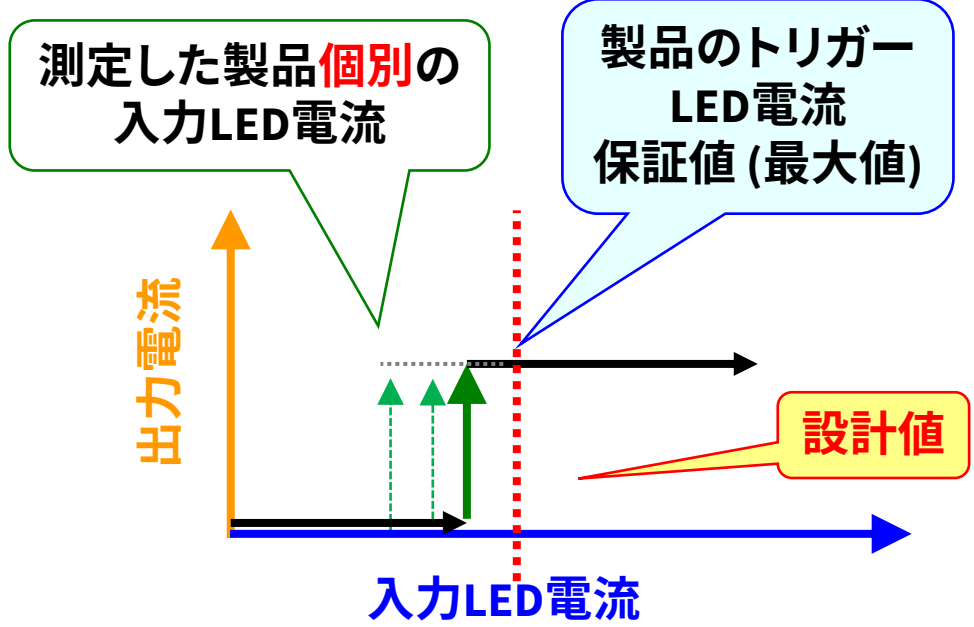 測定した製品個別の
入力LED電流
製品のトリガー
LED電流
保証値 (最大値)
出力電流
設計値
入力LED電流